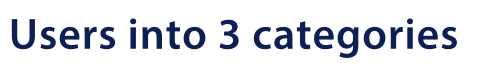 Users into 3 categories